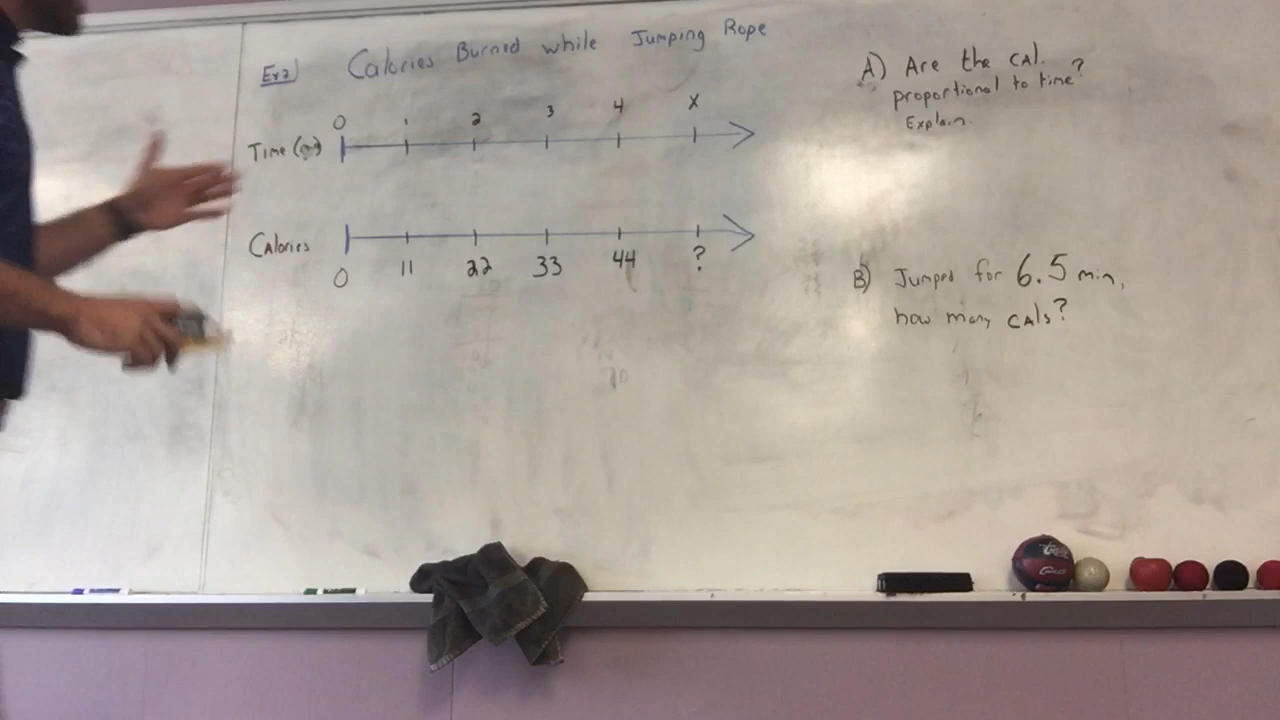 Ex2) Calories Burned while Jumping Rope
0 1 2 3 4 X
Time (m)
Calories
0 11 22 33 44 ?
A) Are the CAL.
proportional to time?
Explain.
B) Jumped for 6.5 min,
how many CALs?